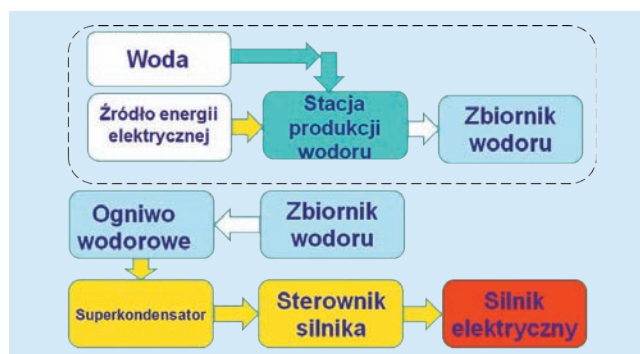 Woda
Źródło energii
elektrycznej
Stacja
produkcji
wodoru
Zbiornik
wodoru
Ogniwo
wodorowe
Zbiornik
wodoru
Superkondensator
Sterownik
silnika
Silnik
elektryczny